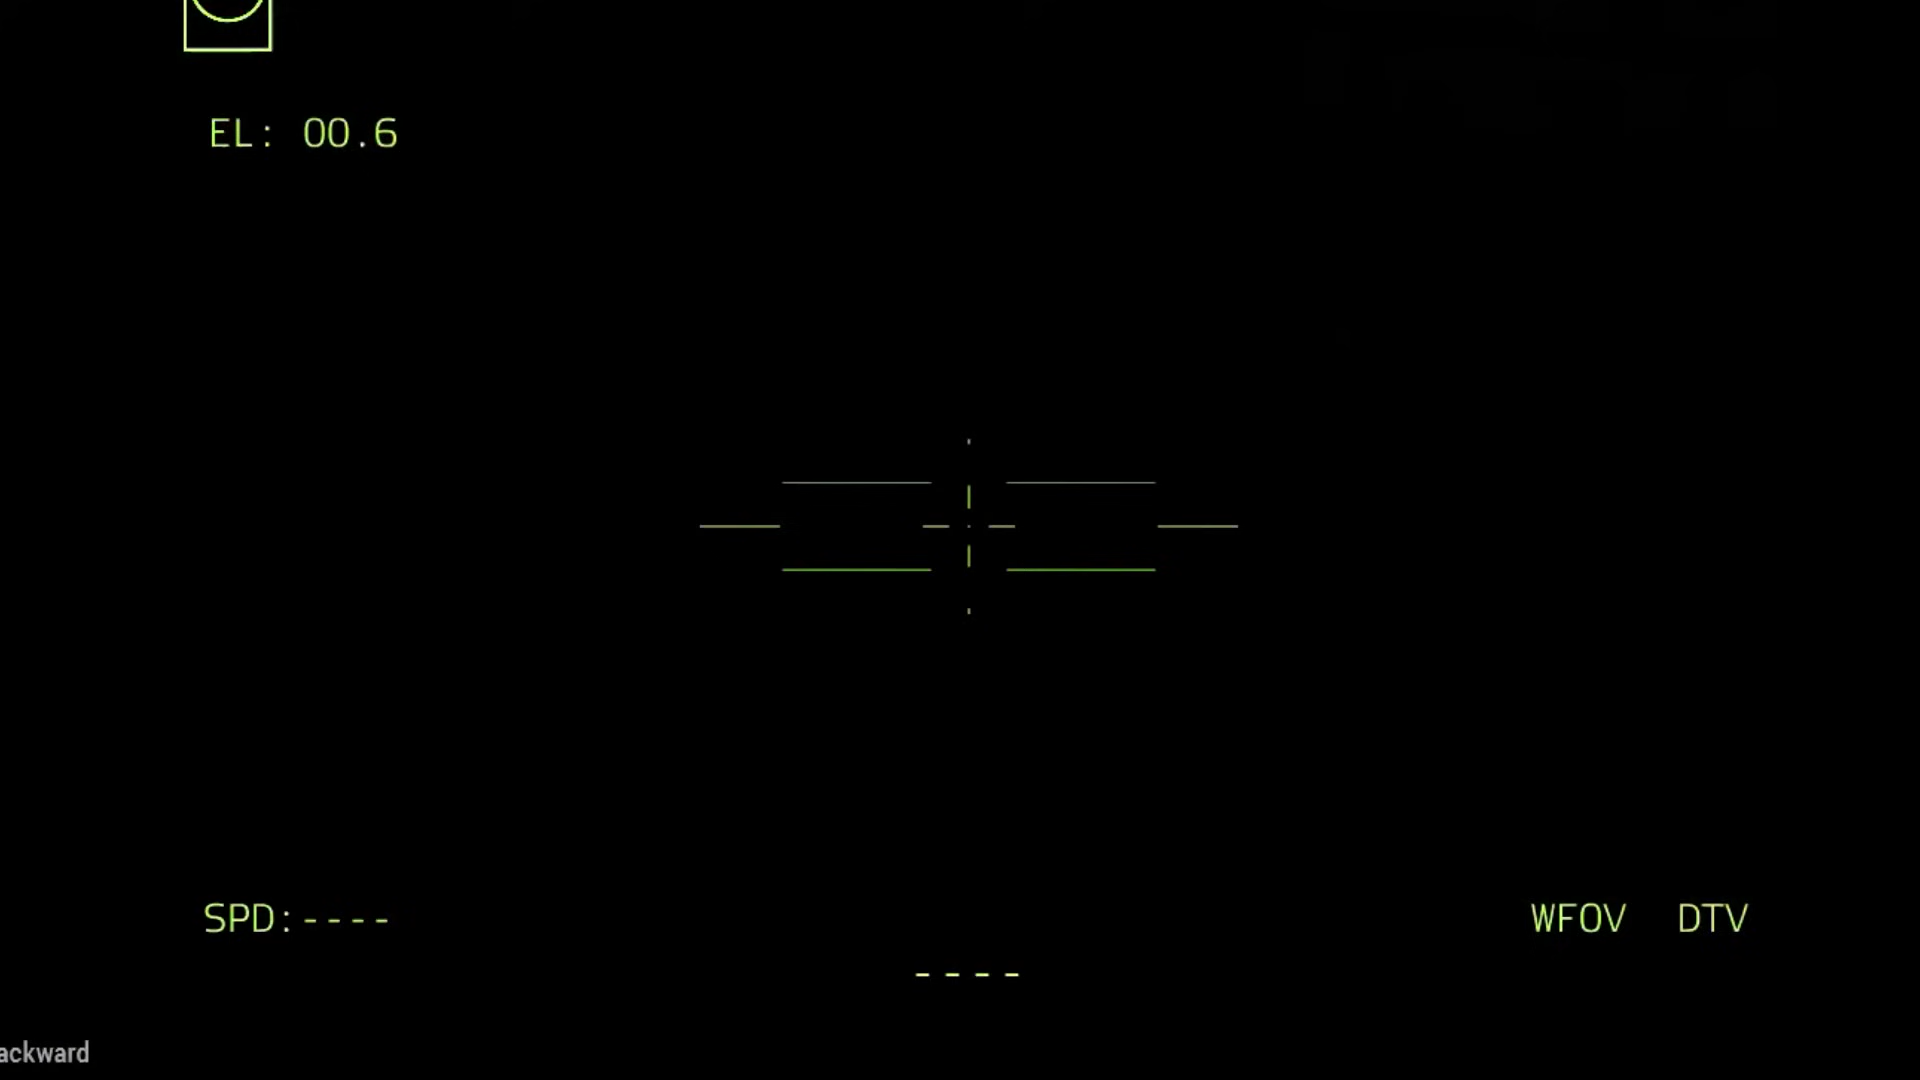 EL: 00.6
SPD:----
WFOV DTV
----
ackward